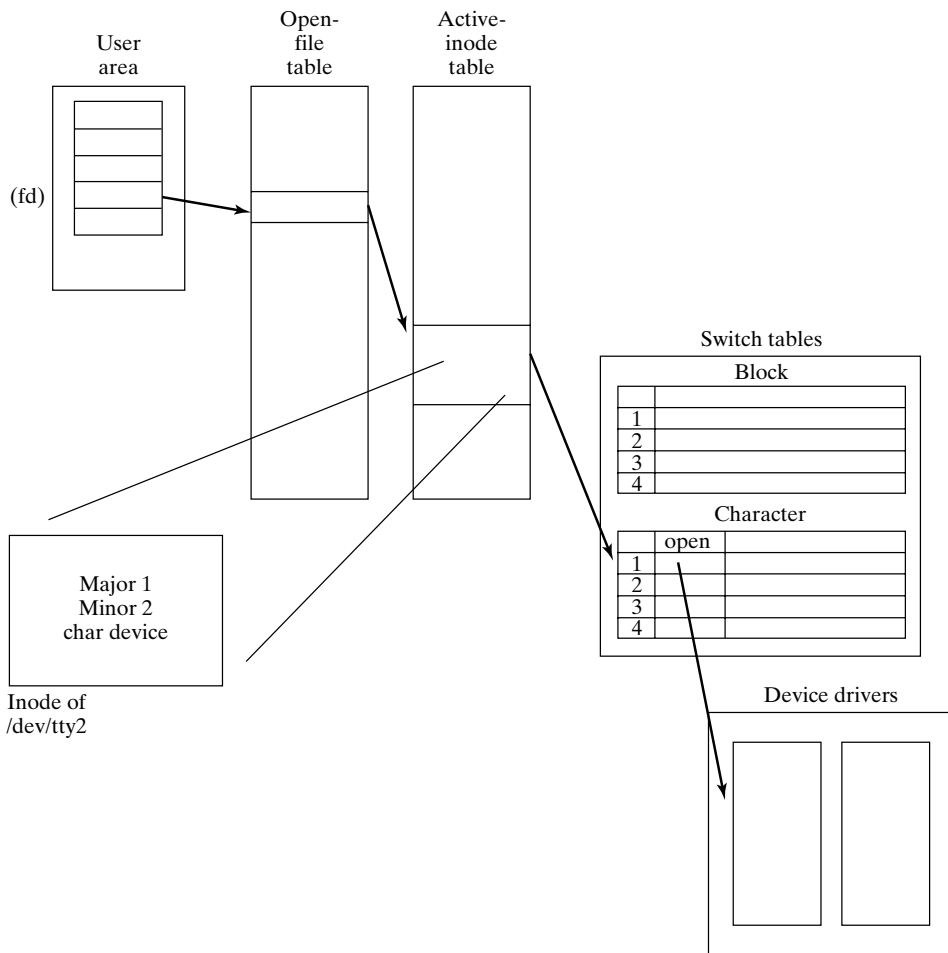 User
area
Open-
file
table
Active-
inode
table
(fd)
Switch tables
Block
1
2
3
4
Character
open
1
2
3
4
Major 1
Minor 2
char device
Inode of
/dev/tty2
Device drivers